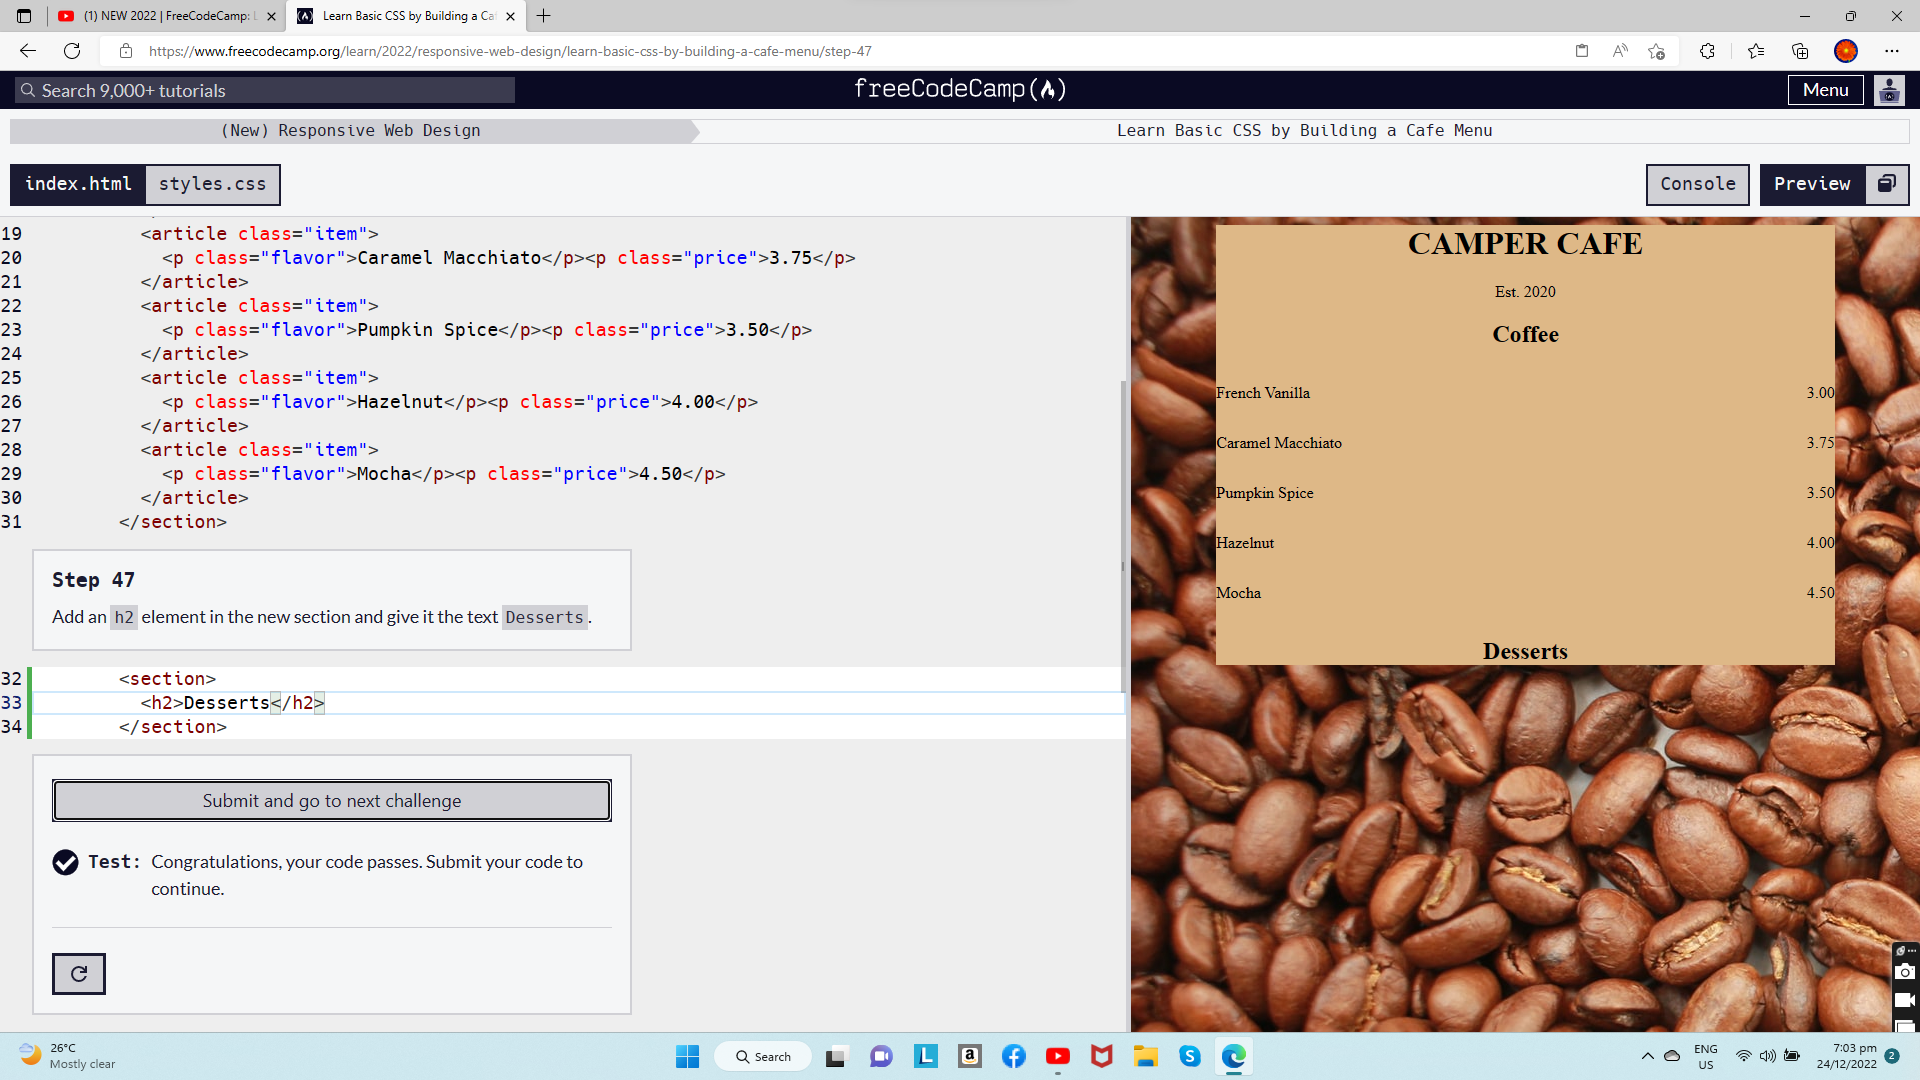 (1) NEW 2022 | FreeCodeCamp:
Learn Basic CSS by Building a Ca
https://www.freecodecamp.org/learn/2022/responsive-web-design/learn-basic-css-by-building-a-cafe-menu/step-47
Search 9,000+ tutorials
freeCodeCamp
Menu
(New) Responsive Web Design
Learn Basic CSS by Building a Cafe Menu
index.html
styles.css
Console
Preview
19 <article class="item">
20 <p class="flavor">Caramel Macchiato</p><p class="price">3.75</p>
21 </article>
22 <article class="item">
23 <p class="flavor">Pumpkin Spice</p><p class="price">3.50</p>
24 </article>
25 <article class="item">
26 <p class="flavor">Hazelnut</p><p class="price">4.00</p>
27 </article>
28 <article class="item">
29 <p class="flavor">Mocha</p><p class="price">4.50</p>
30 </article>
31 </section>
Step 47
Add an h2 element in the new section and give it the text Desserts.
32 <section>
33 <h2>Desserts</h2>
34 </section>
Submit and go to next challenge
Test: Congratulations, your code passes. Submit your code to
continue.
CAMPER CAFE
Est. 2020
Coffee
French Vanilla 3.00
Caramel Macchiato 3.75
Pumpkin Spice 3.50
Hazelnut 4.00
Mocha 4.50
Desserts
26°C
Mostly clear
Search
ENG
US
7:03 pm
24/12/2022
2